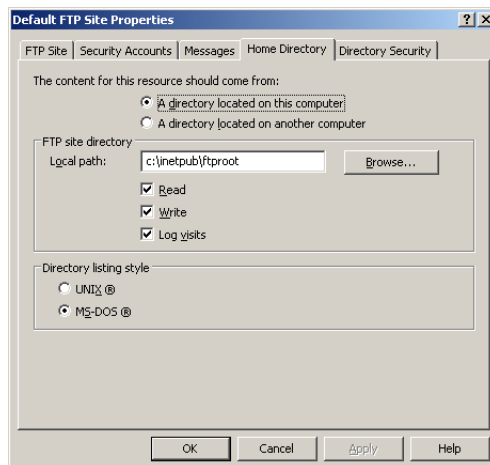 Default FTP Site Properties
FTP Site Security Accounts Messages Home Directory Directory Security
The content for this resource should come from:
A directory located on this computer
A directory located on another computer
FTP site directory
Local path: c:\inetpub\ftproot Browse...
Read
Write
Log visits
Directory listing style
UNIX ®
MS-DOS ®
OK Cancel Apply Help